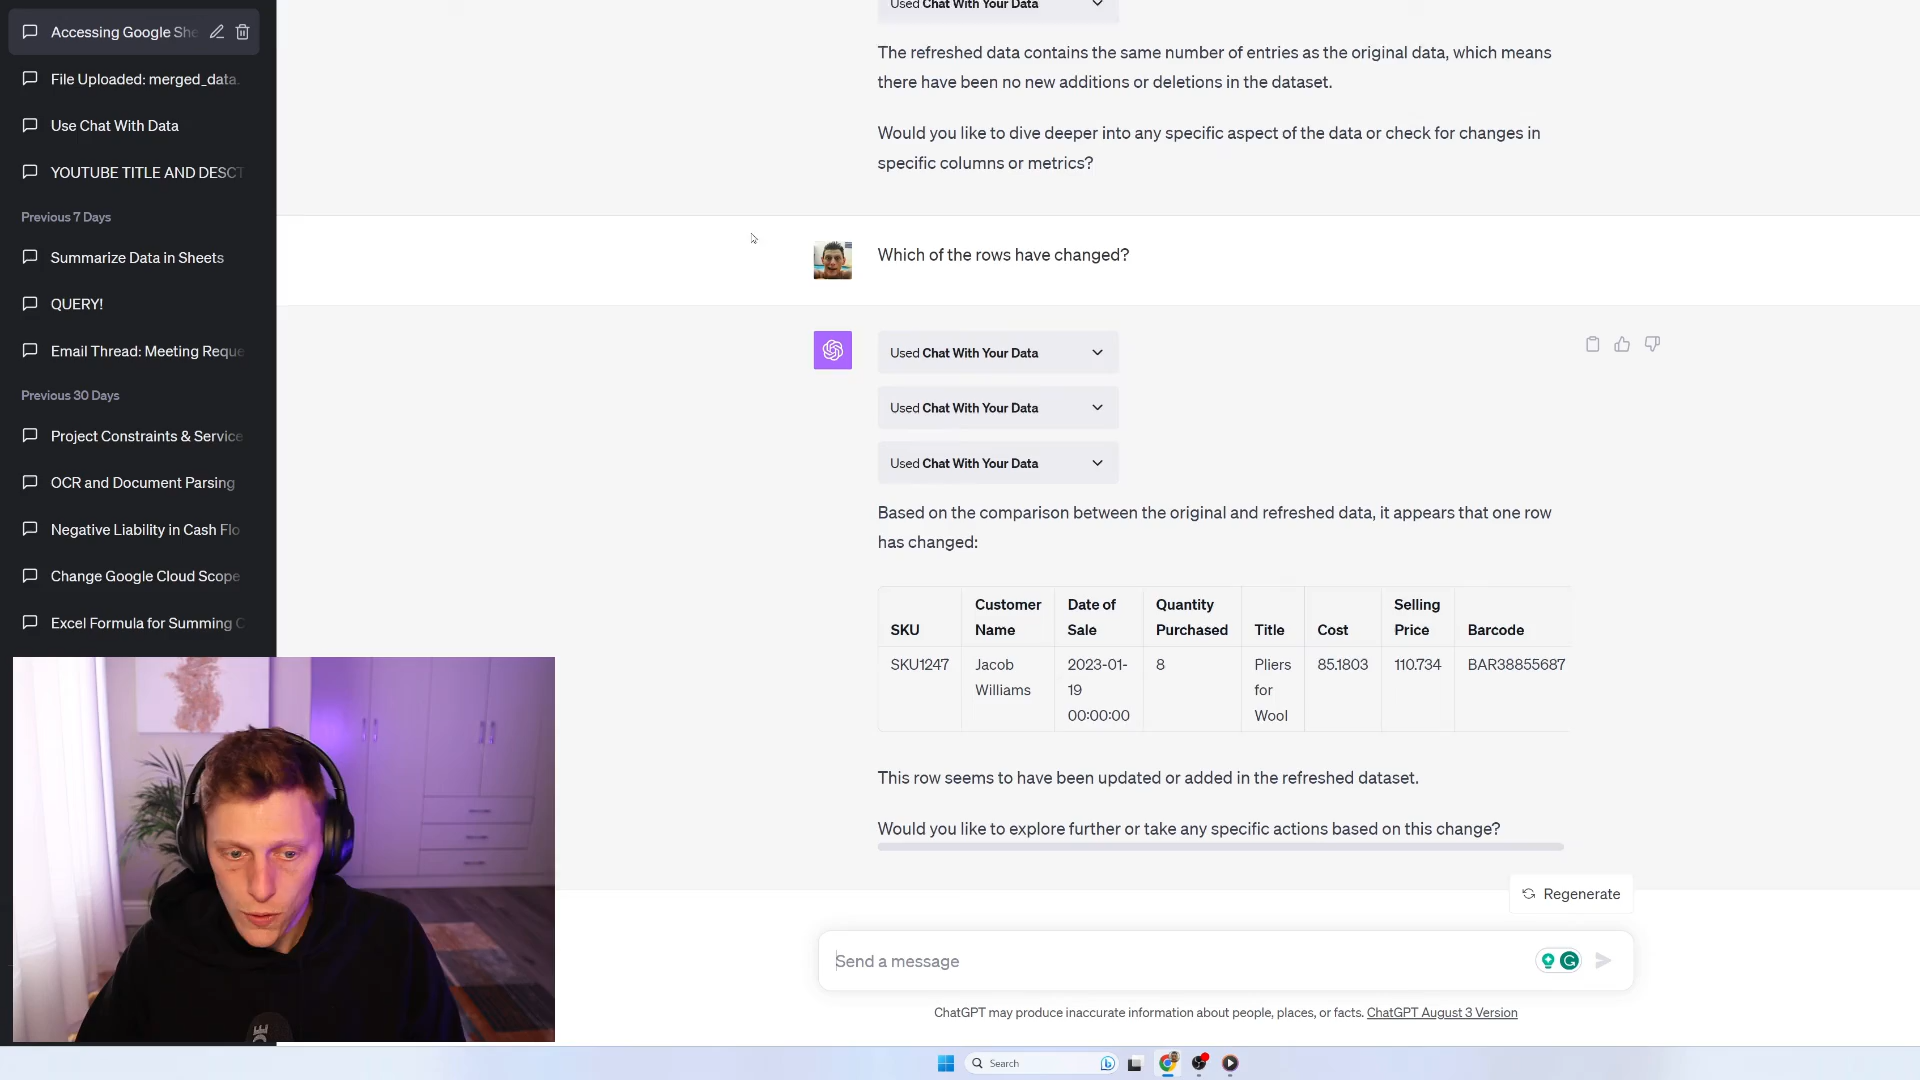 Accessing Google She
File Uploaded: merged_data.
Use Chat With Data
YOUTUBE TITLE AND DESCT
Previous 7 Days
Summarize Data in Sheets
QUERY!
Email Thread: Meeting Reque
Previous 30 Days
Project Constraints & Service
OCR and Document Parsing
Negative Liability in Cash Flo
Change Google Cloud Scope
Excel Formula for Summing C
Used Chat With Your Data
The refreshed data contains the same number of entries as the original data, which means
there have been no new additions or deletions in the dataset.
Would you like to dive deeper into any specific aspect of the data or check for changes in
specific columns or metrics?
Which of the rows have changed?
Used Chat With Your Data
Used Chat With Your Data
Used Chat With Your Data
Based on the comparison between the original and refreshed data, it appears that one row
has changed:
SKU Customer Name Date of Sale Quantity Purchased Title Cost Selling Price Barcode
SKU1247 Jacob Williams 2023-01-19 00:00:00 8 Pliers for Wool 85.1803 110.734 BAR38855687
This row seems to have been updated or added in the refreshed dataset.
Would you like to explore further or take any specific actions based on this change?
Regenerate
Send a message
ChatGPT may produce inaccurate information about people, places, or facts. ChatGPT August 3 Version
Search